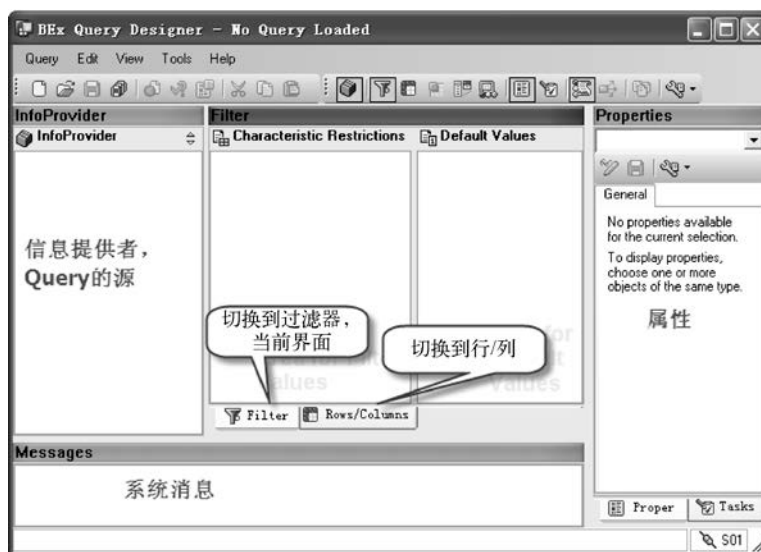 BEx Query Designer - No Query Loaded
Query Edit View Tools Help
InfoProvider
Filter
Properties
InfoProvider
Characteristic Restrictions
Default Values
General
No properties available
for the current selection.
To display properties,
choose one or more
objects of the same type.
信息提供者，
Query的源
属性
切换到过滤器，
当前界面
切换到行/列
for
Values
Values
Filter
Rows/Columns
Messages
系统消息
Proper
Tasks
S01